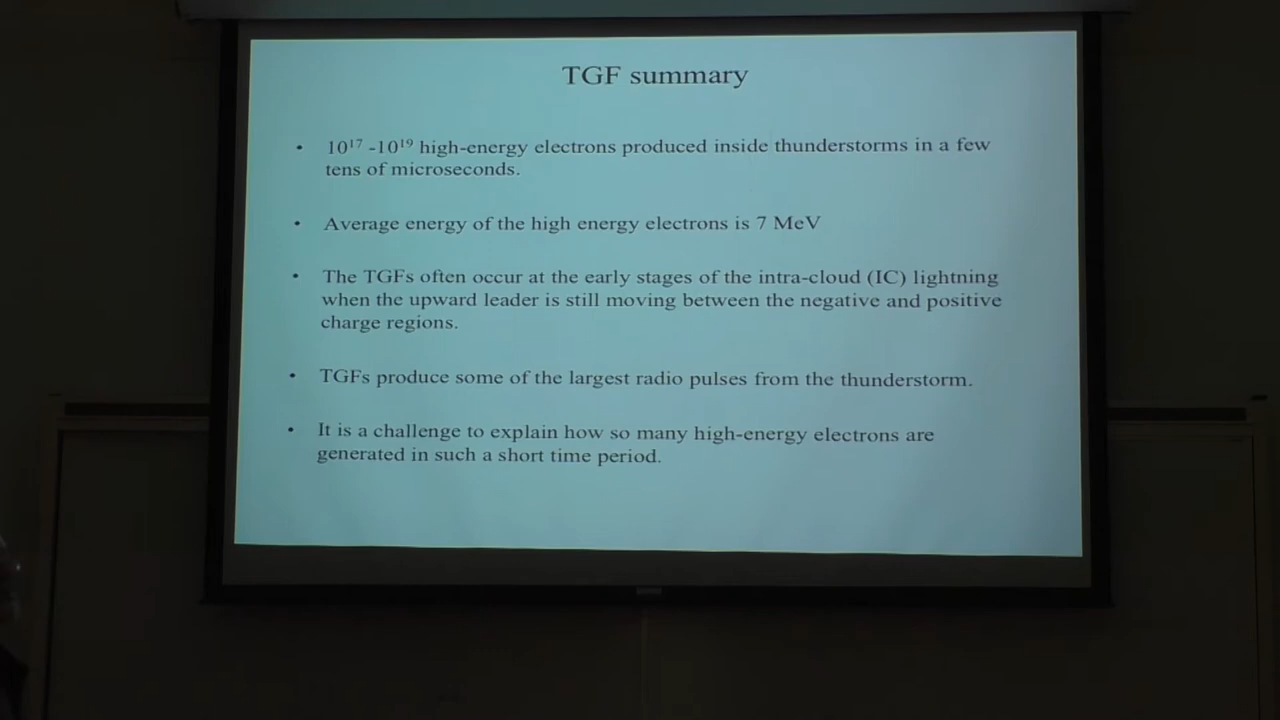 TGF summary
• 10¹⁷ -10¹⁹ high-energy electrons produced inside thunderstorms in a few
tens of microseconds.
• Average energy of the high energy electrons is 7 MeV
• The TGFs often occur at the early stages of the intra-cloud (IC) lightning
when the upward leader is still moving between the negative and positive
charge regions.
• TGFs produce some of the largest radio pulses from the thunderstorm.
• It is a challenge to explain how so many high-energy electrons are
generated in such a short time period.